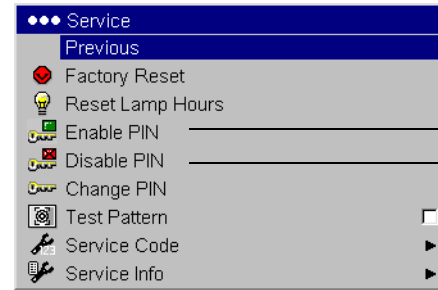 Service
Previous
Factory Reset
Reset Lamp Hours
Enable PIN
Disable PIN
Change PIN
Test Pattern
Service Code
Service Info